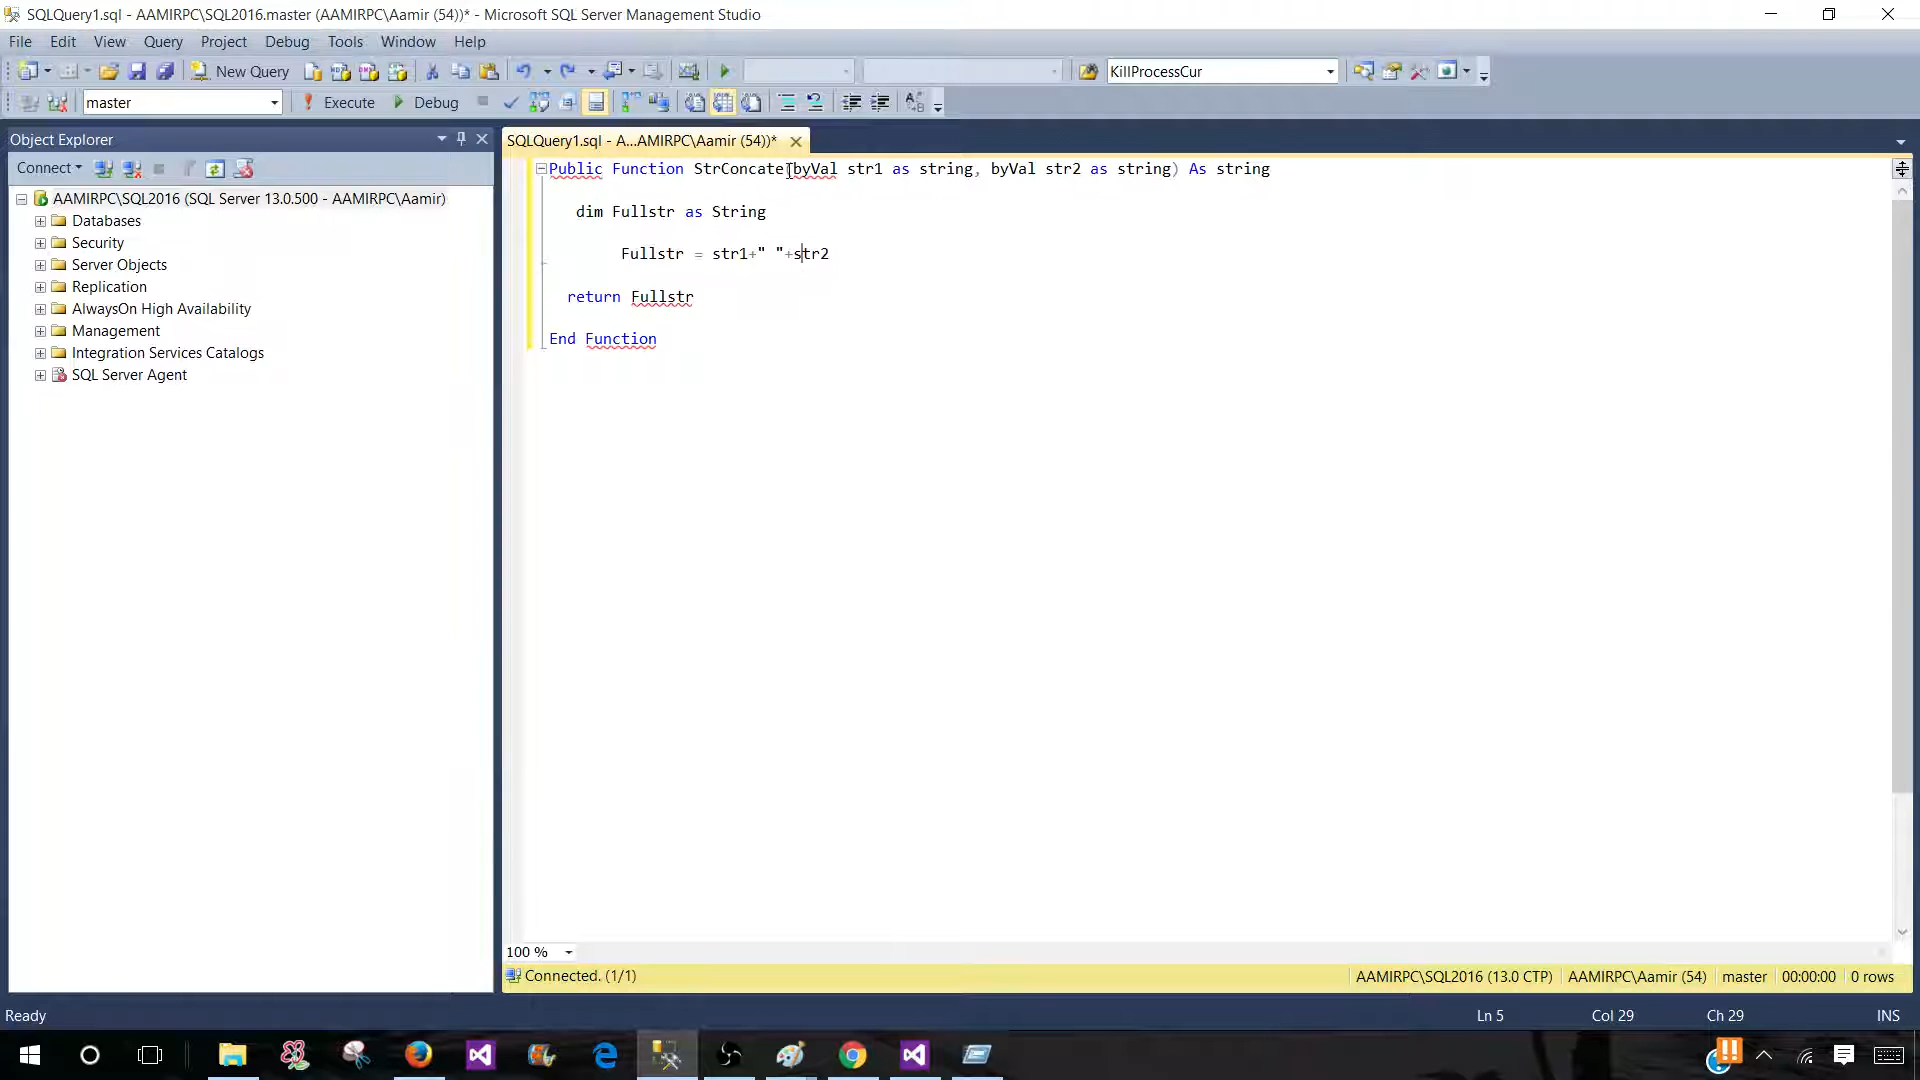 SQLQuery1.sql - AAMIRPC\SQL2016.master (AAMIRPC\Aamir (54))* - Microsoft SQL Server Management Studio
File Edit View Query Project Debug Tools Window Help
New Query KillProcessCur
master Execute Debug
Object Explorer
SQLQuery1.sql - A...AMIRPC\Aamir (54))*
Connect
AAMIRPC\SQL2016 (SQL Server 13.0.500 - AAMIRPC\Aamir)
Databases
Security
Server Objects
Replication
AlwaysOn High Availability
Management
Integration Services Catalogs
SQL Server Agent
Public Function StrConcate(byVal str1 as string, byVal str2 as string) As string
dim Fullstr as String
Fullstr = str1+" "+str2
return Fullstr
End Function
100 %
Connected. (1/1) AAMIRPC\SQL2016 (13.0 CTP) AAMIRPC\Aamir (54) master 00:00:00 0 rows
Ready Ln 5 Col 29 Ch 29 INS